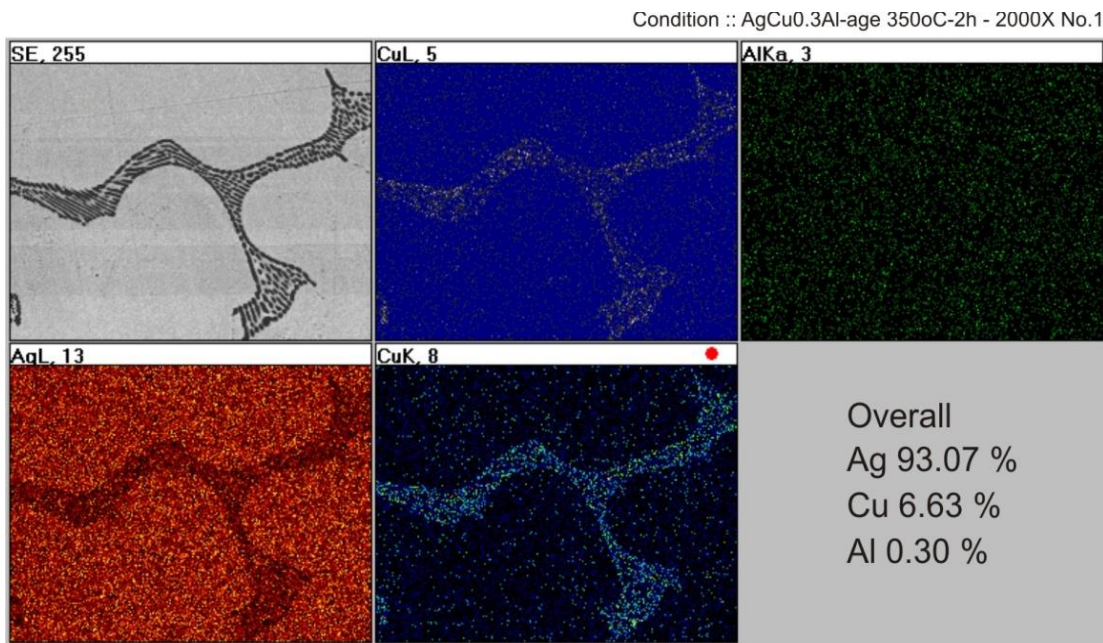 Condition :: AgCu0.3Al-age 350oC-2h - 2000X No.1
SE, 255
CuL, 5
AlKa, 3
AgL, 13
CuK, 8
Overall
Ag 93.07 %
Cu 6.63 %
Al 0.30 %